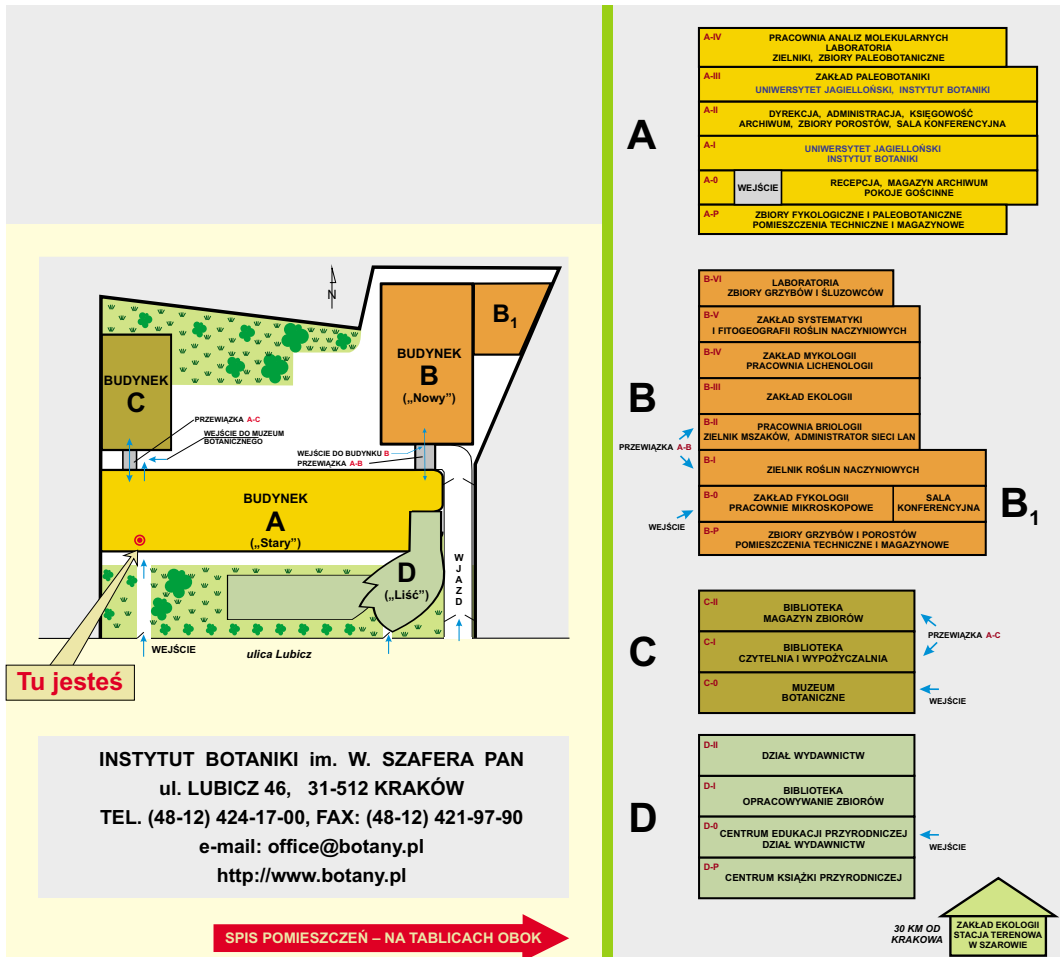 N
BUDYNEK
C
PRZEWIĄZKA A-C
WEJŚCIE DO MUZEUM
BOTANICZNEGO
BUDYNEK
B
(„Nowy")
B1
WEJŚCIE DO BUDYNKU B
PRZEWIĄZKA A-B
BUDYNEK
A
(„Stary")
D
(„Liść")
WJAZD
WEJŚCIE
ulica Lubicz
Tu jesteś
INSTYTUT BOTANIKI im. W. SZAFERA PAN
ul. LUBICZ 46, 31-512 KRAKÓW
TEL. (48-12) 424-17-00, FAX: (48-12) 421-97-90
e-mail: office@botany.pl
http://www.botany.pl
SPIS POMIESZCZEŃ – NA TABLICACH OBOK
A
A-IV
PRACOWNIA ANALIZ MOLEKULARNYCH
LABORATORIA
ZIELNIKI, ZBIORY PALEOBOTANICZNE
A-III
ZAKŁAD PALEOBOTANIKI
UNIWERSYTET JAGIELLOŃSKI, INSTYTUT BOTANIKI
A-II
DYREKCJA, ADMINISTRACJA, KSIĘGOWOŚĆ
ARCHIWUM, ZBIORY POROSTÓW, SALA KONFERENCYJNA
A-I
UNIWERSYTET JAGIELLOŃSKI
INSTYTUT BOTANIKI
A-0
WEJŚCIE
RECEPCJA, MAGAZYN ARCHIWUM
POKOJE GOŚCINNE
A-P
ZBIORY FYKOLOGICZNE I PALEOBOTANICZNE
POMIESZCZENIA TECHNICZNE I MAGAZYNOWE
B
B-VI
LABORATORIA
ZBIORY GRZYBÓW I ŚLUZOWCÓW
B-V
ZAKŁAD SYSTEMATYKI
I FITOGEOGRAFII ROŚLIN NACZYNIOWYCH
B-IV
ZAKŁAD MYKOLOGII
PRACOWNIA LICHENOLOGII
B-III
ZAKŁAD EKOLOGII
B-II
PRACOWNIA BRIOLOGII
ZIELNIK MSZAKÓW, ADMINISTRATOR SIECI LAN
PRZEWIĄZKA A-B
B-I
ZIELNIK ROŚLIN NACZYNIOWYCH
B-0
ZAKŁAD FYKOLOGII
PRACOWNIE MIKROSKOPOWE
SALA
KONFERENCYJNA
B1
WEJŚCIE
B-P
ZBIORY GRZYBÓW I POROSTÓW
POMIESZCZENIA TECHNICZNE I MAGAZYNOWE
C
C-II
BIBLIOTEKA
MAGAZYN ZBIORÓW
PRZEWIĄZKA A-C
C-I
BIBLIOTEKA
CZYTELNIA I WYPOŻYCZALNIA
C-0
MUZEUM
BOTANICZNE
WEJŚCIE
D
D-II
DZIAŁ WYDAWNICTW
D-I
BIBLIOTEKA
OPRACOWYWANIE ZBIORÓW
D-0
CENTRUM EDUKACJI PRZYRODNICZEJ
DZIAŁ WYDAWNICTW
WEJŚCIE
D-P
CENTRUM KSIĄŻKI PRZYRODNICZEJ
30 KM OD
KRAKOWA
ZAKŁAD EKOLOGII
STACJA TERENOWA
W SZAROWIE